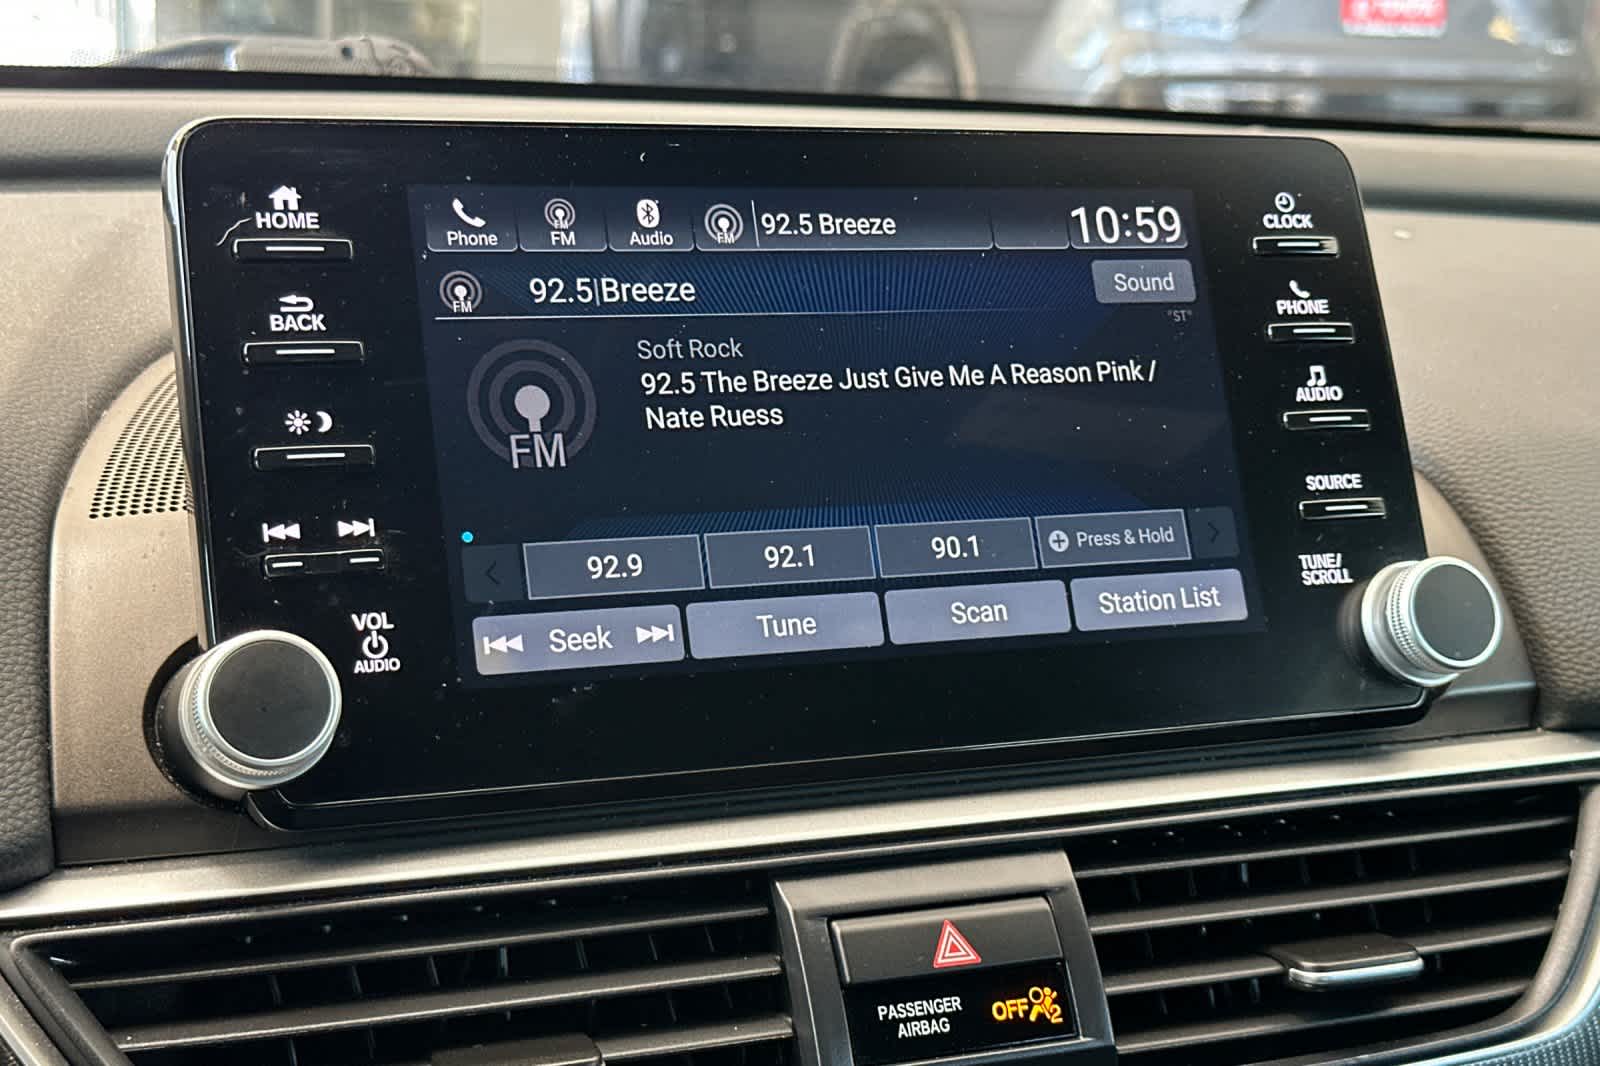 HOME
BACK
VOL
AUDIO
Phone
FM
FM
Audio
FM
92.5 Breeze
10:59
FM
92.5|Breeze
Sound
"ST"
FM
Soft Rock
92.5 The Breeze Just Give Me A Reason Pink /
Nate Ruess
92.9
92.1
90.1
Press & Hold
Seek
Tune
Scan
Station List
CLOCK
PHONE
AUDIO
SOURCE
TUNE/
SCROLL
PASSENGER
AIRBAG
OFF
2